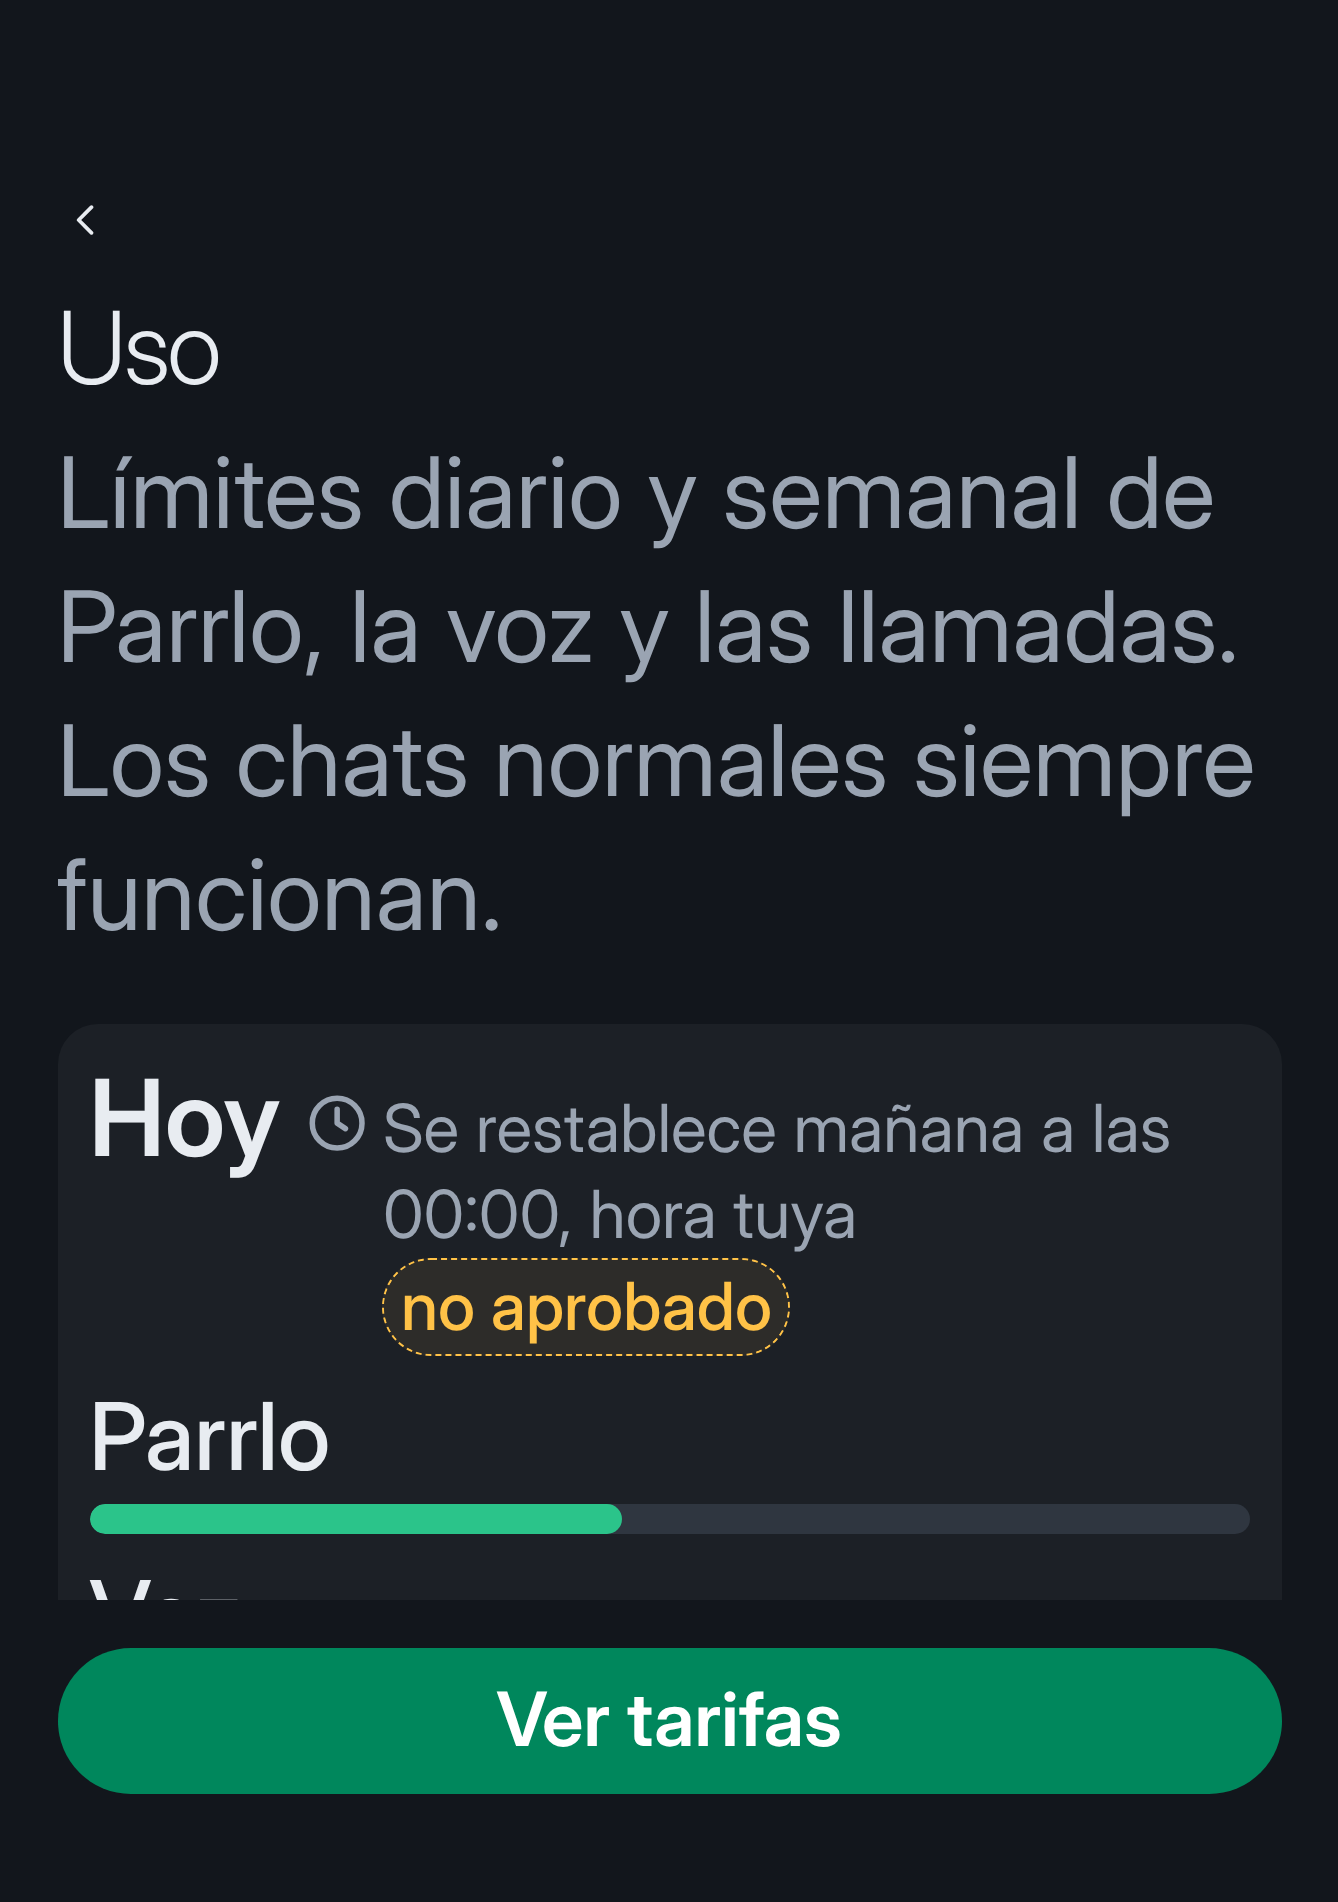 Uso
Límites diario y semanal de
Parrlo, la voz y las llamadas.
Los chats normales siempre
funcionan.
Hoy
Se restablece mañana a las
00:00, hora tuya
no aprobado
Parrlo
Ver tarifas